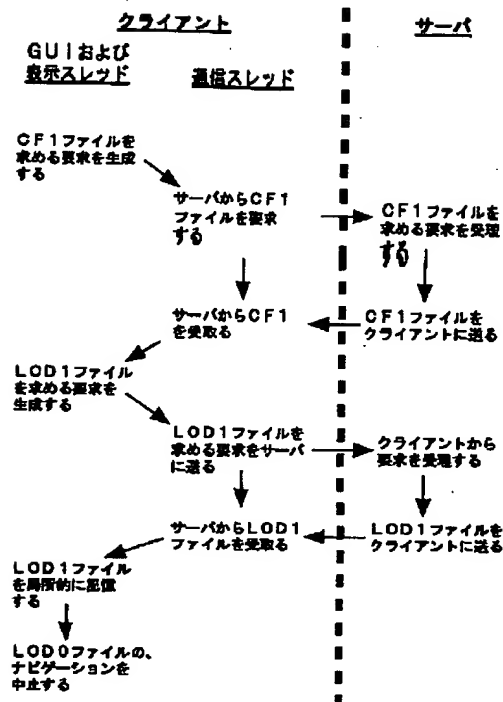 クライアント
サーバ
GUIおよび
表示スレッド
通信スレッド
CF1ファイルを
求める要求を生成
する
サーバからCF1
ファイルを要求
する
CF1ファイルを
求める要求を受理
する
サーバからCF1
を受取る
CF1ファイルを
クライアントに送る
LOD1ファイル
を求める要求を
生成する
LOD1ファイルを
求める要求をサーバ
に送る
クライアントから
要求を受理する
サーバからLOD1
ファイルを受取る
LOD1ファイルを
クライアントに送る
LOD1ファイル
を局所的に記憶
する
LOD0ファイルの、
ナビゲーションを
中止する